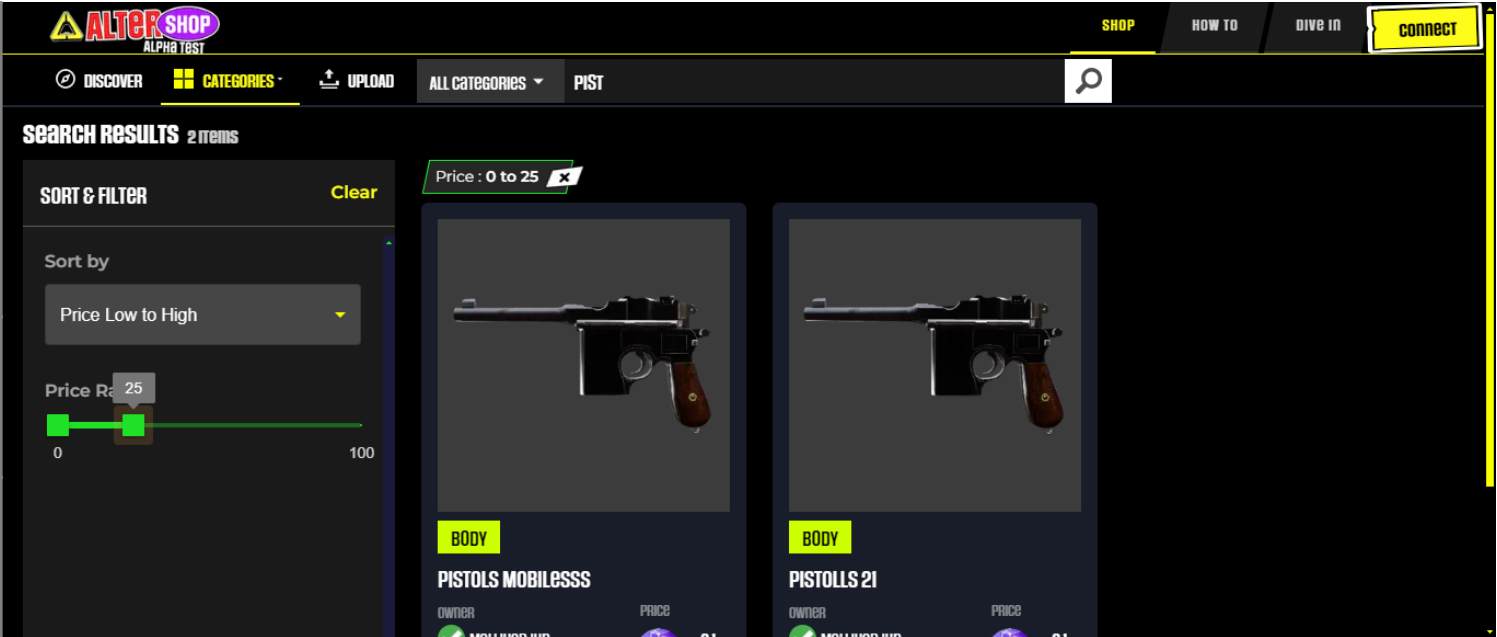 ALTER SHOP
ALPHA TEST
SHOP
HOW TO
DIVE IN
CONNECT
DISCOVER
CATEGORIES
UPLOAD
ALL CATEGORIES
PIST
SEARCH RESULTS 2 ITEMS
SORT & FILTER
Clear
Price : 0 to 25
Sort by
Price Low to High
Price Ra
25
0
100
BODY
PISTOLS MOBILESSS
OWNER
PRICE
BODY
PISTOLLS 21
OWNER
PRICE